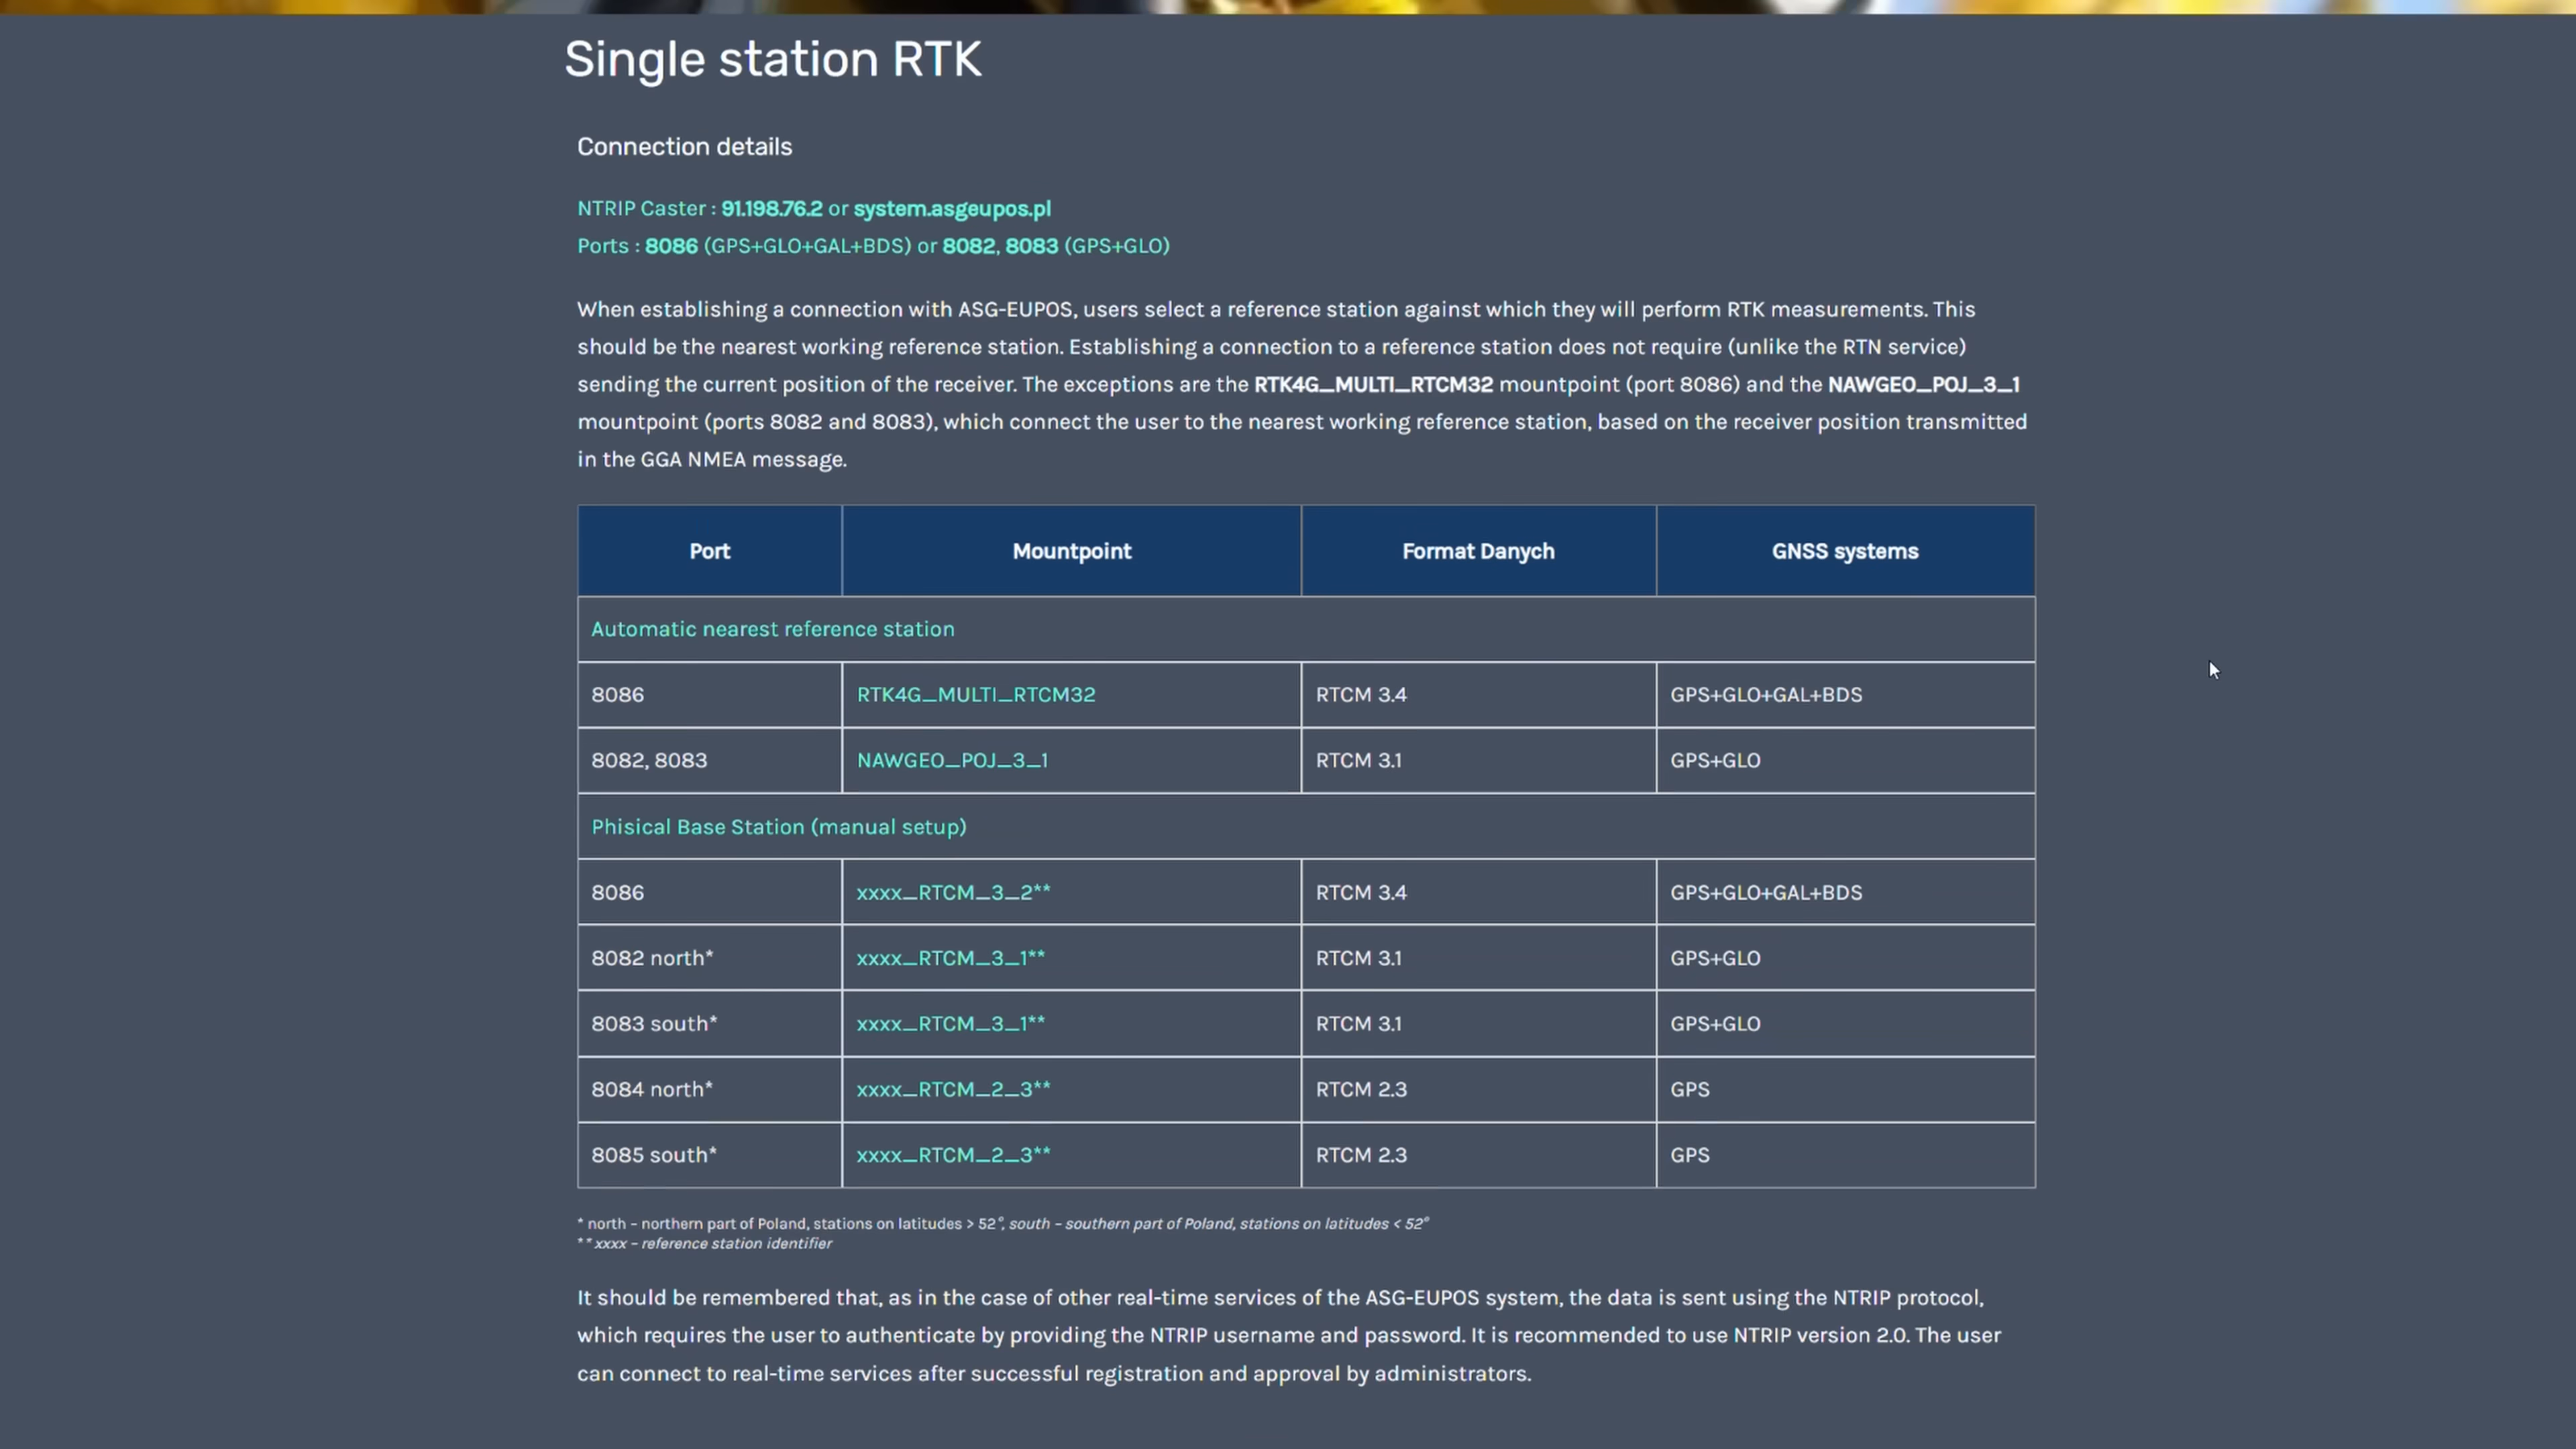 Single station RTK
Connection details
NTRIP Caster : 91.198.76.2 or system.asgeupos.pl
Ports : 8086 (GPS+GLO+GAL+BDS) or 8082, 8083 (GPS+GLO)
When establishing a connection with ASG-EUPOS, users select a reference station against which they will perform RTK measurements. This
should be the nearest working reference station. Establishing a connection to a reference station does not require (unlike the RTN service)
sending the current position of the receiver. The exceptions are the RTK4G_MULTI_RTCM32 mountpoint (port 8086) and the NAWGEO_POJ_3_1
mountpoint (ports 8082 and 8083), which connect the user to the nearest working reference station, based on the receiver position transmitted
in the GGA NMEA message.
Port Mountpoint Format Danych GNSS systems
Automatic nearest reference station
8086 RTK4G_MULTI_RTCM32 RTCM 3.4 GPS+GLO+GAL+BDS
8082, 8083 NAWGEO_POJ_3_1 RTCM 3.1 GPS+GLO
Phisical Base Station (manual setup)
8086 xxxx_RTCM_3_2** RTCM 3.4 GPS+GLO+GAL+BDS
8082 north* xxxx_RTCM_3_1** RTCM 3.1 GPS+GLO
8083 south* xxxx_RTCM_3_1** RTCM 3.1 GPS+GLO
8084 north* xxxx_RTCM_2_3** RTCM 2.3 GPS
8085 south* xxxx_RTCM_2_3** RTCM 2.3 GPS
* north – northern part of Poland, stations on latitudes > 52°, south – southern part of Poland, stations on latitudes < 52°
** xxxx – reference station identifier
It should be remembered that, as in the case of other real-time services of the ASG-EUPOS system, the data is sent using the NTRIP protocol,
which requires the user to authenticate by providing the NTRIP username and password. It is recommended to use NTRIP version 2.0. The user
can connect to real-time services after successful registration and approval by administrators.